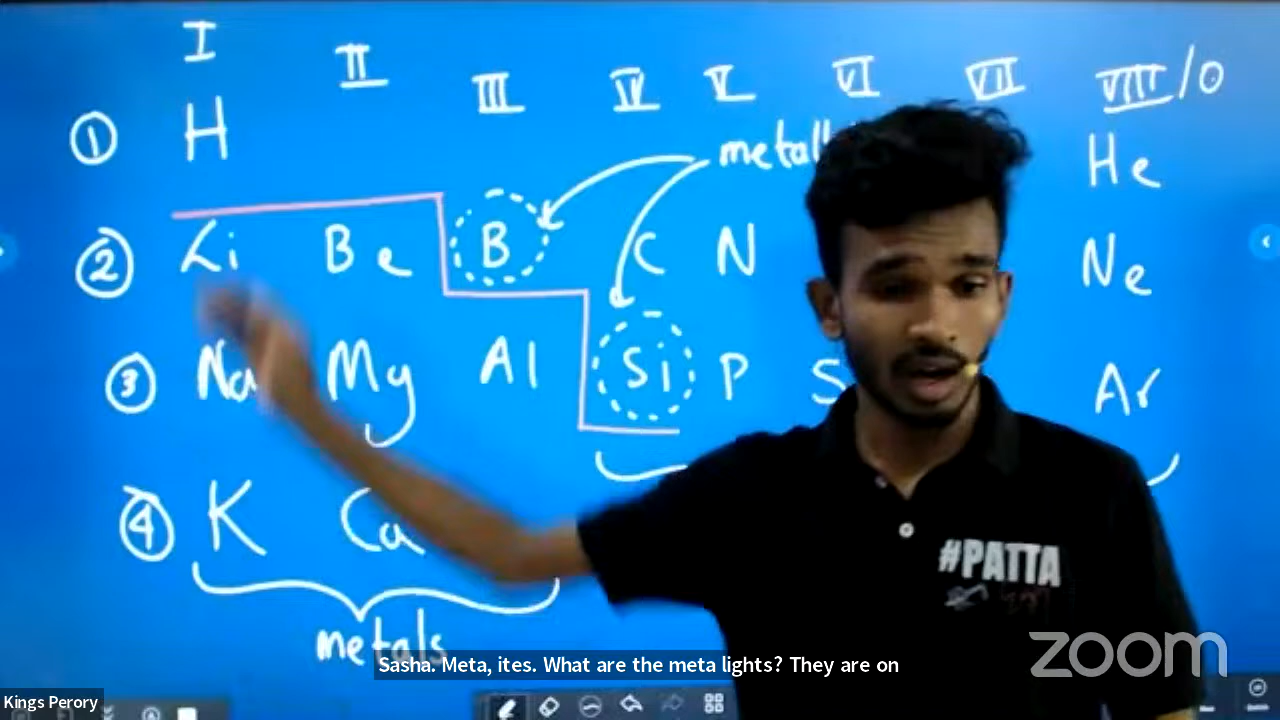 I II III IV V VI VII VIII/0
① H metall He
② Li Be B C N Ne
③ Na Mg Al Si P S Ar
④ K Ca
metals
#PATTA
zoom
Sasha. Meta, ites. What are the meta lights? They are on
Kings Perory